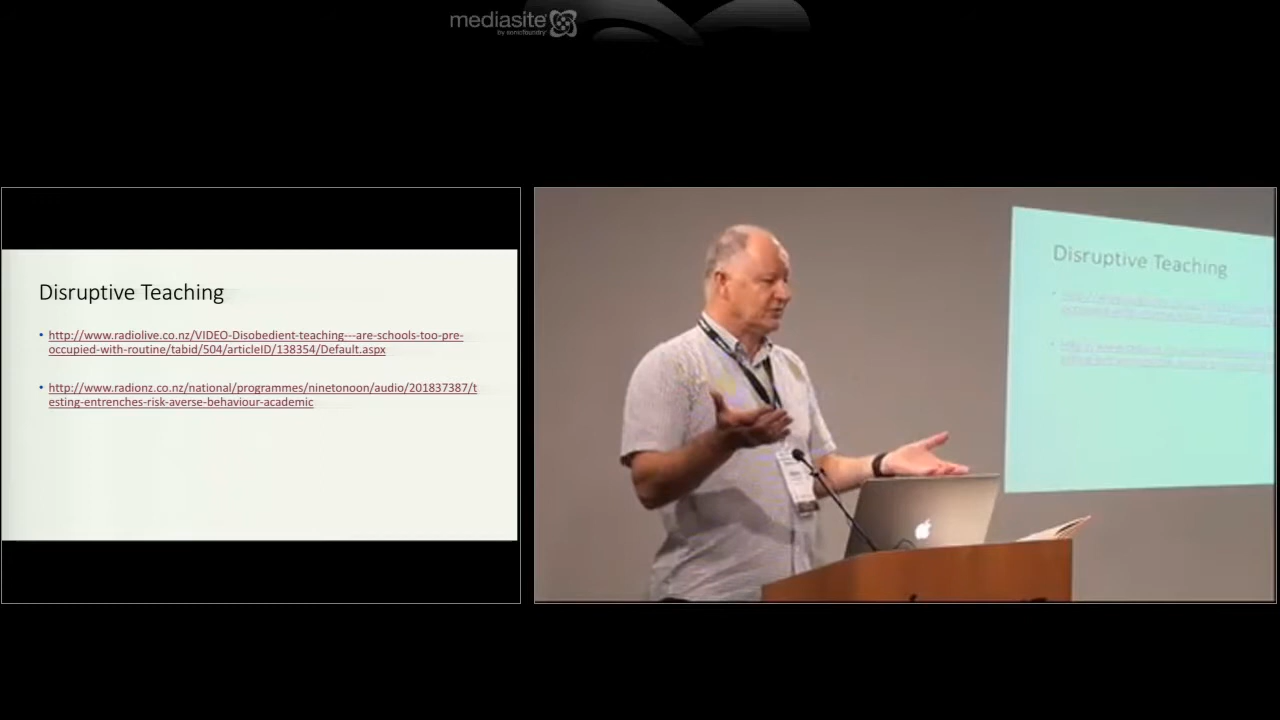 mediasite
by sonicfoundry
Disruptive Teaching
• http://www.radiolive.co.nz/VIDEO-Disobedient-teaching---are-schools-too-pre-
occupied-with-routine/tabid/504/articleID/138354/Default.aspx
• http://www.radionz.co.nz/national/programmes/ninetonoon/audio/201837387/t
esting-entrenches-risk-averse-behaviour-academic
Disruptive Teaching